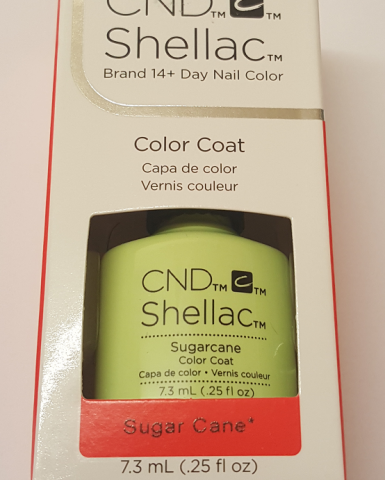 CND™ c™
Shellac™
Brand 14+ Day Nail Color
Color Coat
Capa de color
Vernis couleur
CND™ c™
Shellac™
Sugarcane
Color Coat
Capa de color • Vernis couleur
7.3 mL (.25 fl oz)
Sugar Cane*
7.3 mL (.25 fl oz)